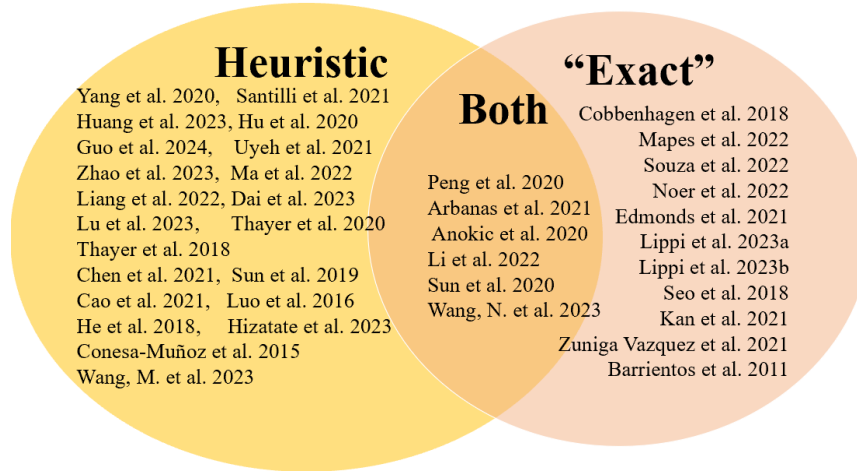 Heuristic
Yang et al. 2020, Santilli et al. 2021
Huang et al. 2023, Hu et al. 2020
Guo et al. 2024, Uyeh et al. 2021
Zhao et al. 2023, Ma et al. 2022
Liang et al. 2022, Dai et al. 2023
Lu et al. 2023, Thayer et al. 2020
Thayer et al. 2018
Chen et al. 2021, Sun et al. 2019
Cao et al. 2021, Luo et al. 2016
He et al. 2018, Hizatate et al. 2023
Conesa-Muñoz et al. 2015
Wang, M. et al. 2023
Both
Peng et al. 2020
Arbanas et al. 2021
Anokic et al. 2020
Li et al. 2022
Sun et al. 2020
Wang, N. et al. 2023
“Exact”
Cobbenhagen et al. 2018
Mapes et al. 2022
Souza et al. 2022
Noer et al. 2022
Edmonds et al. 2021
Lippi et al. 2023a
Lippi et al. 2023b
Seo et al. 2018
Kan et al. 2021
Zuniga Vazquez et al. 2021
Barrientos et al. 2011